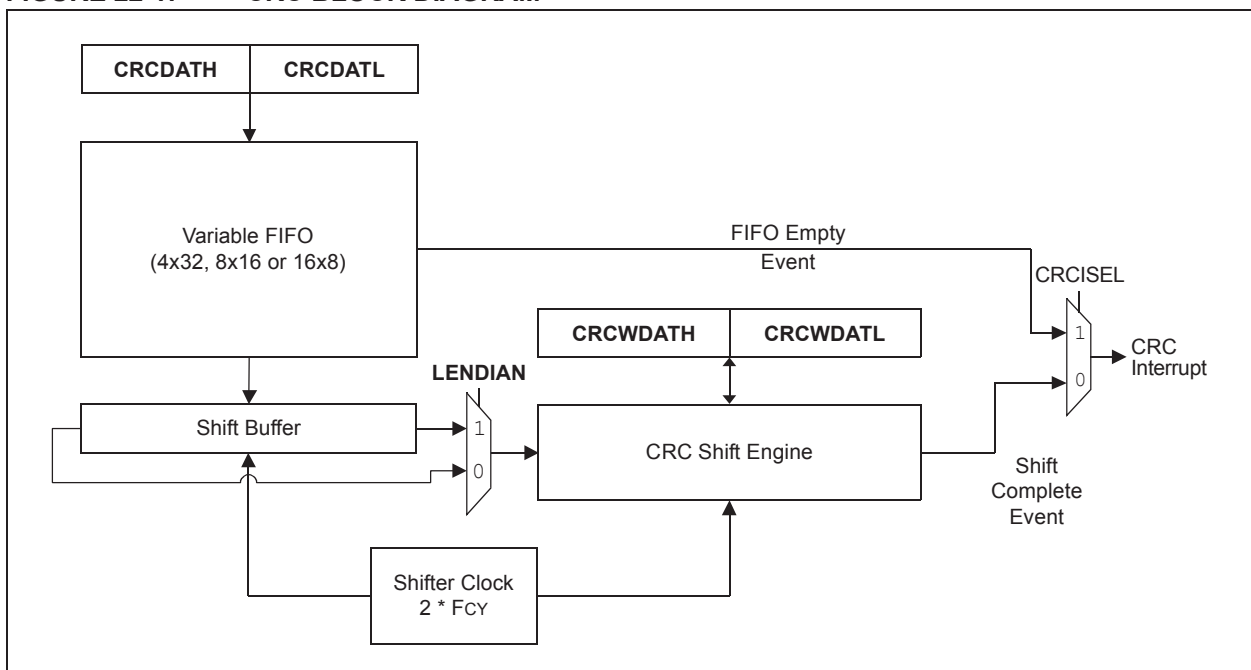 CRCDATH CRCDATL
Variable FIFO
(4x32, 8x16 or 16x8)
FIFO Empty
Event
CRCISEL
1
CRC
Interrupt
0
CRCWDATH CRCWDATL
LENDIAN
Shift Buffer
1
0
CRC Shift Engine
Shift
Complete
Event
Shifter Clock
2 * FCY